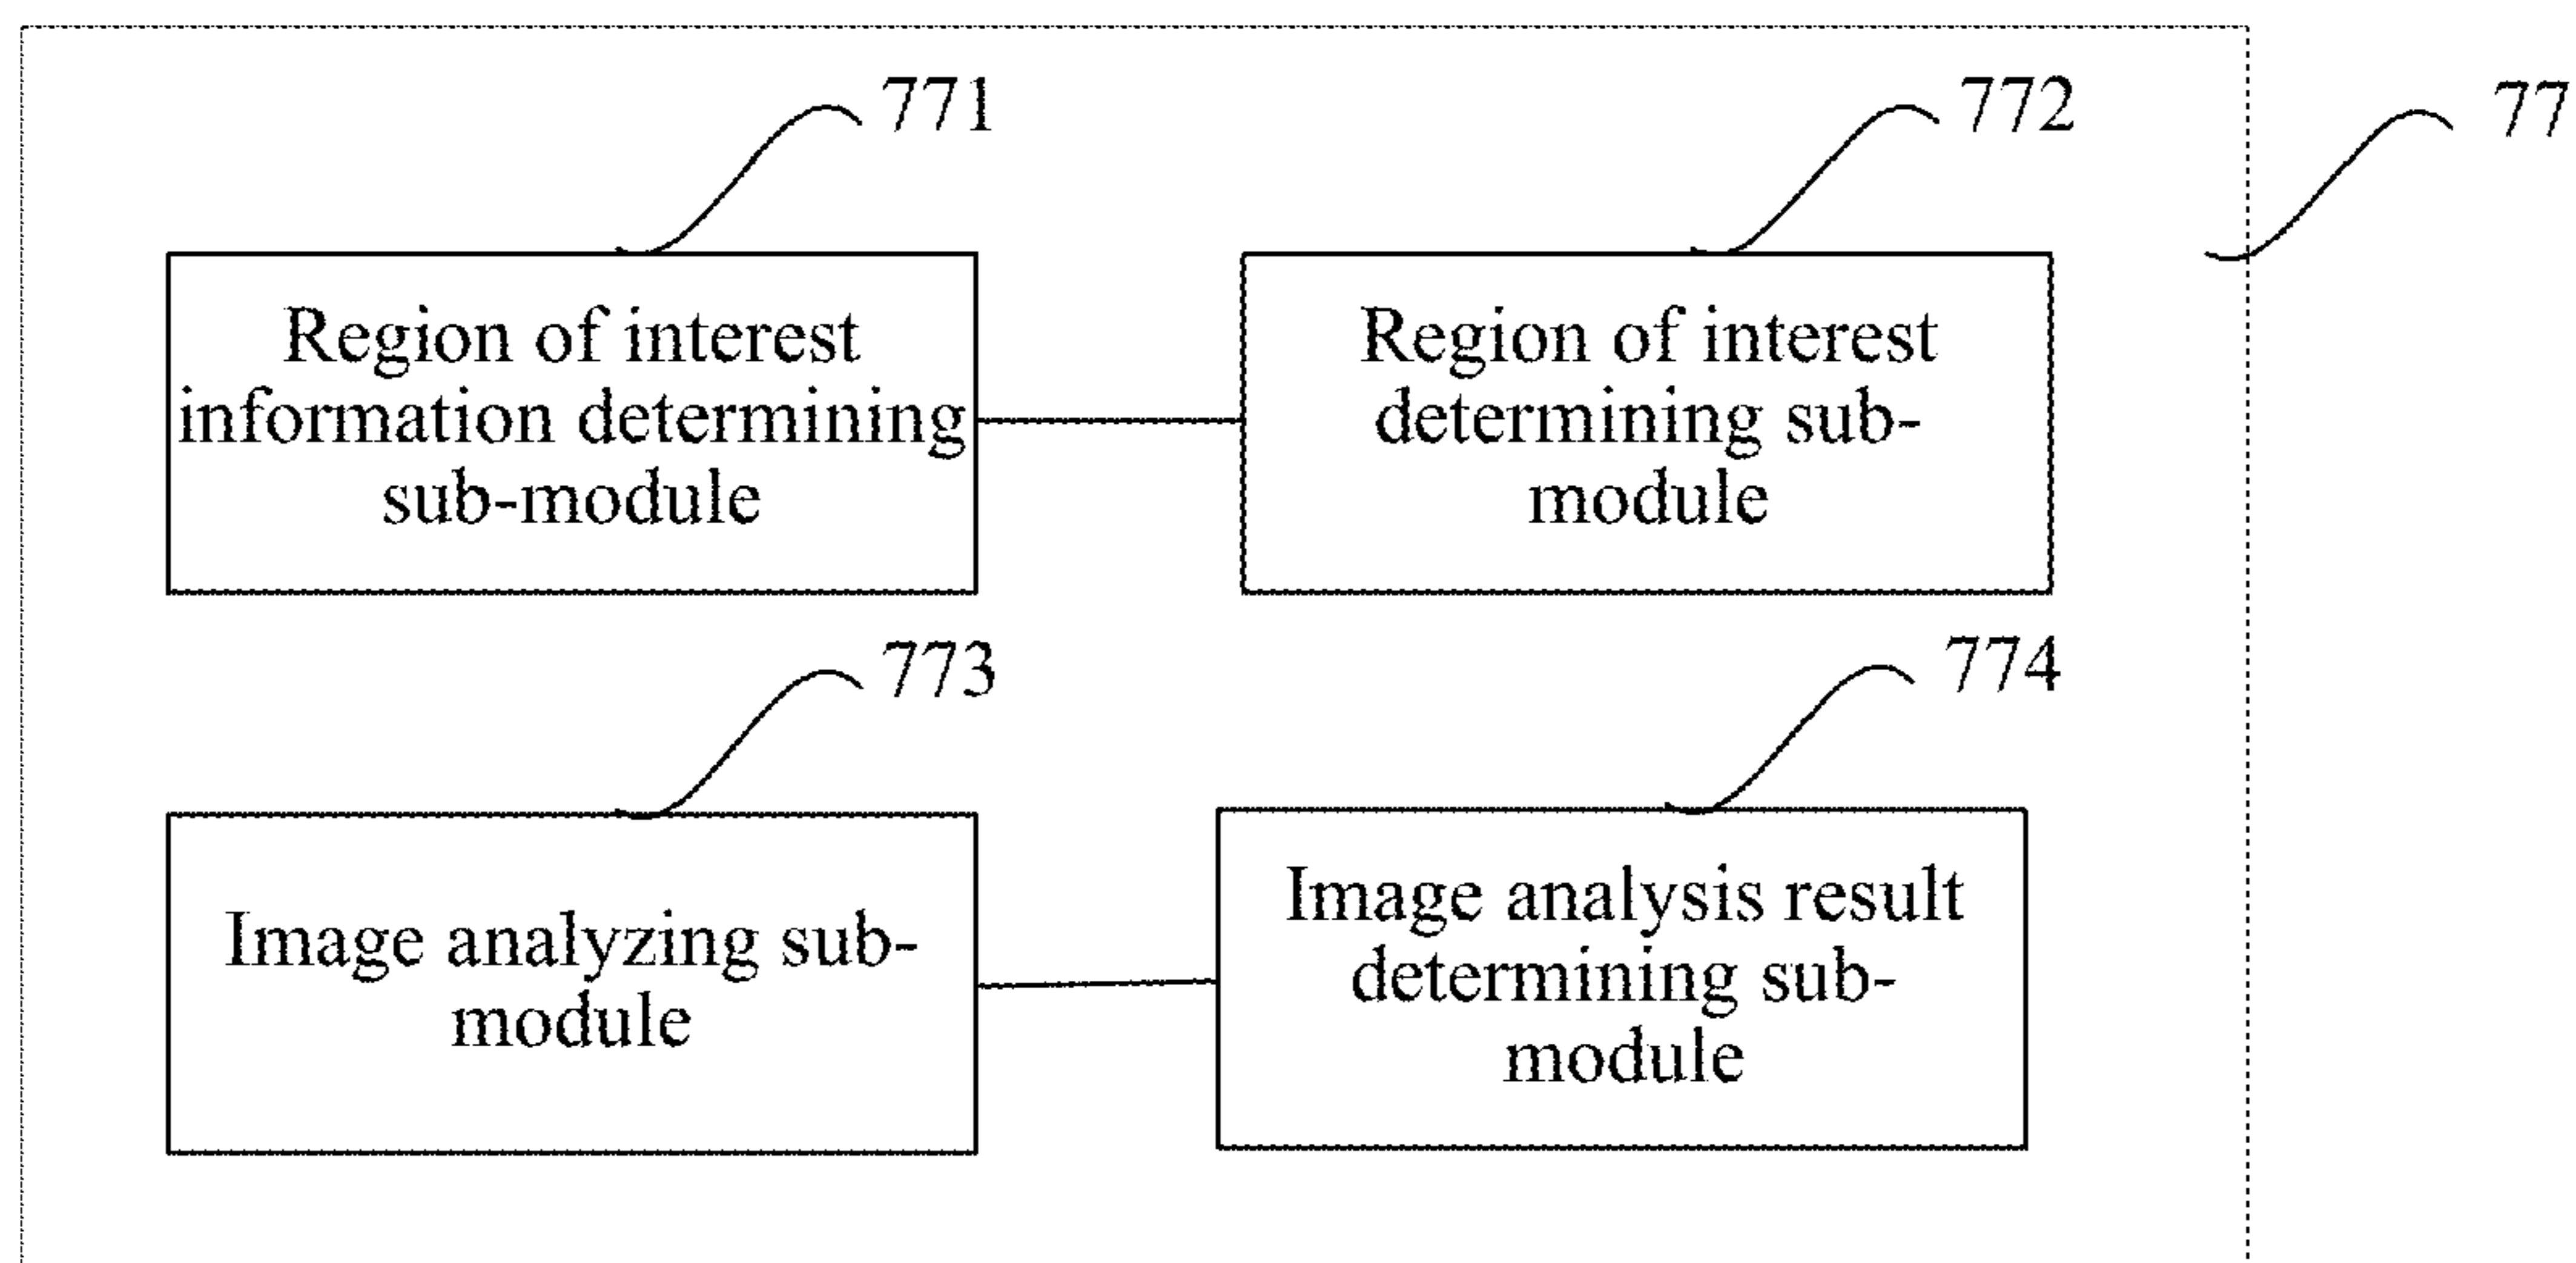 771
772
77
Region of interest
information determining
sub-module
Region of interest
determining sub-
module
773
774
Image analyzing sub-
module
Image analysis result
determining sub-
module